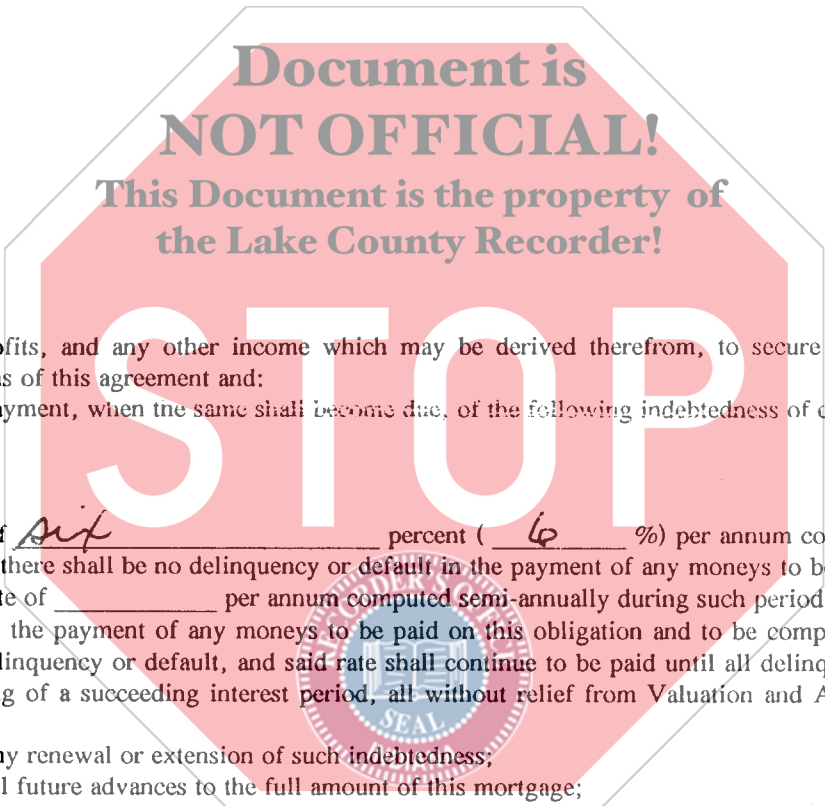 Document is
NOT OFFICIAL!
This Document is the property of
the Lake County Recorder!
STOP
ofits, and any other income which may be derived therefrom, to secure
s of this agreement and:
yment, when the same shall become due, of the following indebtedness of
f six percent ( 6 %) per annum co
there shall be no delinquency or default in the payment of any moneys to b
te of ____________ per annum computed semi-annually during such period
the payment of any moneys to be paid on this obligation and to be comp
linquency or default, and said rate shall continue to be paid until all delinq
g of a succeeding interest period, all without relief from Valuation and A
RECORDER'S
SEAL
INDIANA
ny renewal or extension of such indebtedness;
l future advances to the full amount of this mortgage;